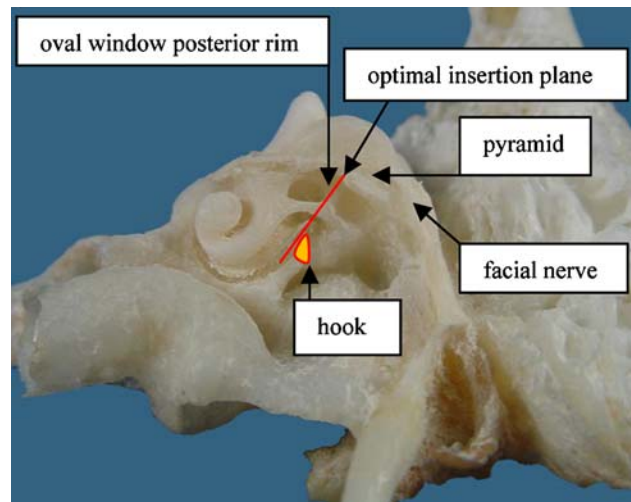 oval window posterior rim
optimal insertion plane
pyramid
facial nerve
hook